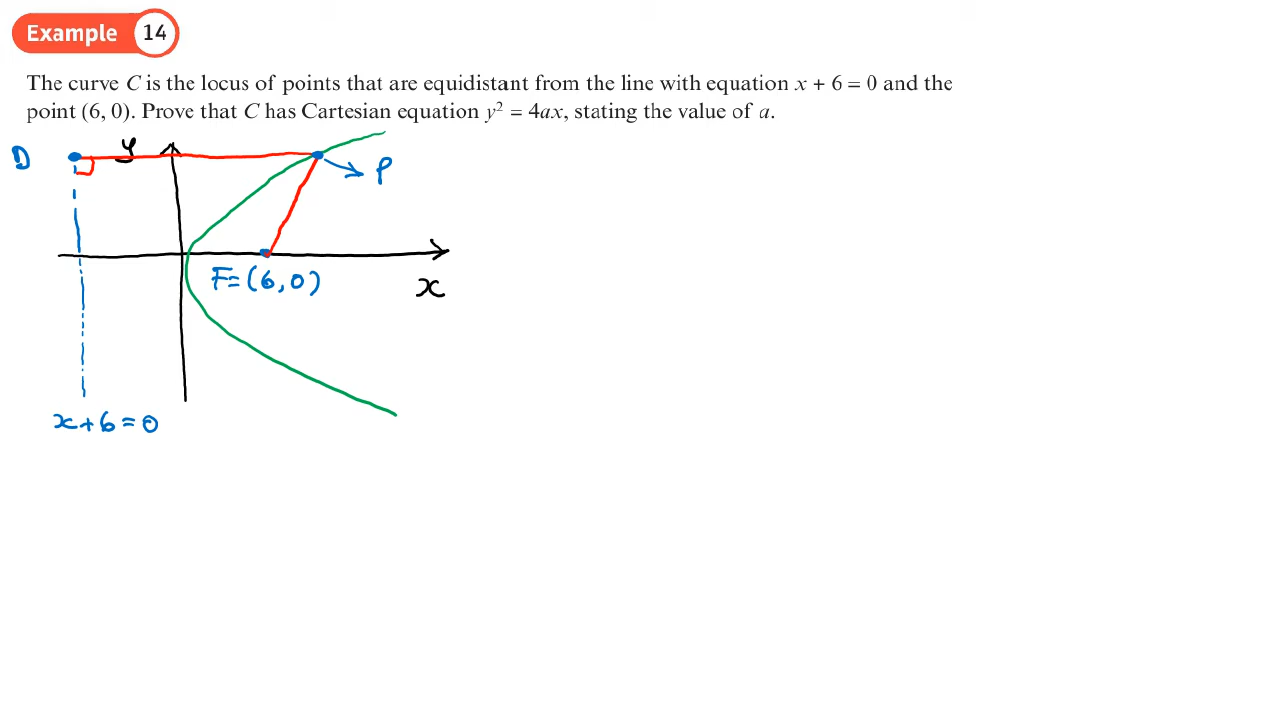 Example 14
The curve C is the locus of points that are equidistant from the line with equation x + 6 = 0 and the
point (6, 0). Prove that C has Cartesian equation y² = 4ax, stating the value of a.
D
y
P
F=(6,0)
x
x+6=0